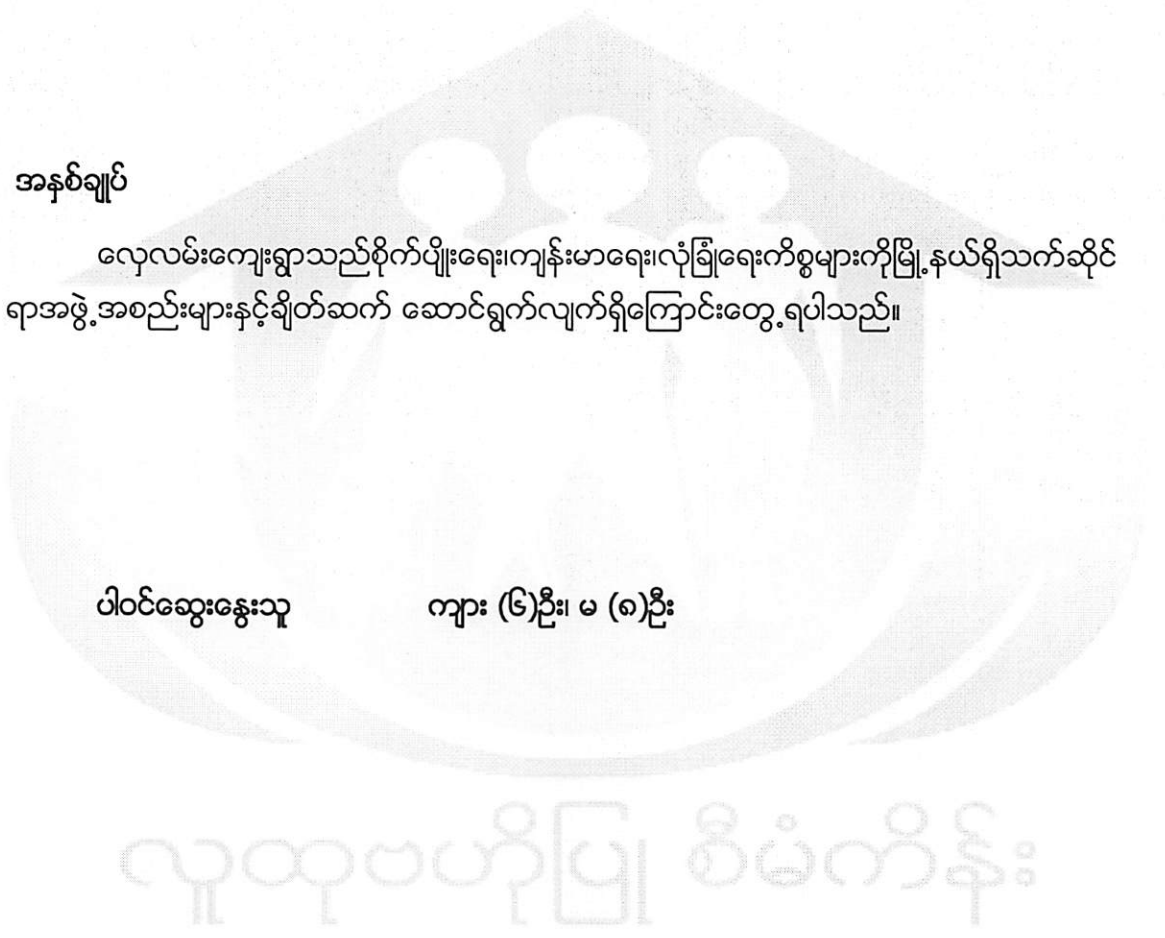 အနှစ်ချုပ်
လှေလမ်းကျေးရွာသည်စိုက်ပျိုးရေး၊ကျန်းမာရေး၊လုံခြုံရေးကိစ္စများကိုမြို့နယ်ရှိသက်ဆိုင်
ရာအဖွဲ့အစည်းများနှင့်ချိတ်ဆက် ဆောင်ရွက်လျက်ရှိကြောင်းတွေ့ရပါသည်။
ပါဝင်ဆွေးနွေးသူ ကျား (၆)ဦး၊ မ (၈)ဦး
လူထုဗဟိုပြု စီမံကိန်း